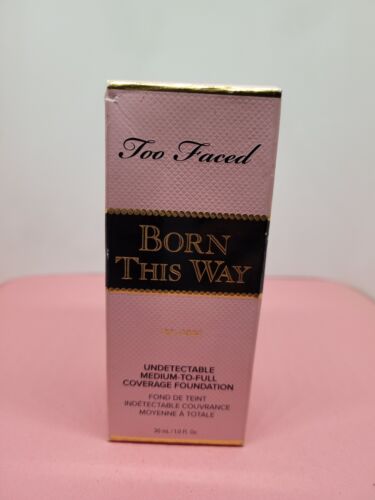 Too Faced
BORN
THIS WAY
UNDETECTABLE
MEDIUM-TO-FULL
COVERAGE FOUNDATION
FOND DE TEINT
INDÉTECTABLE COUVRANCE
MOYENNE À TOTALE
30 mL / 1.0 fl. Oz